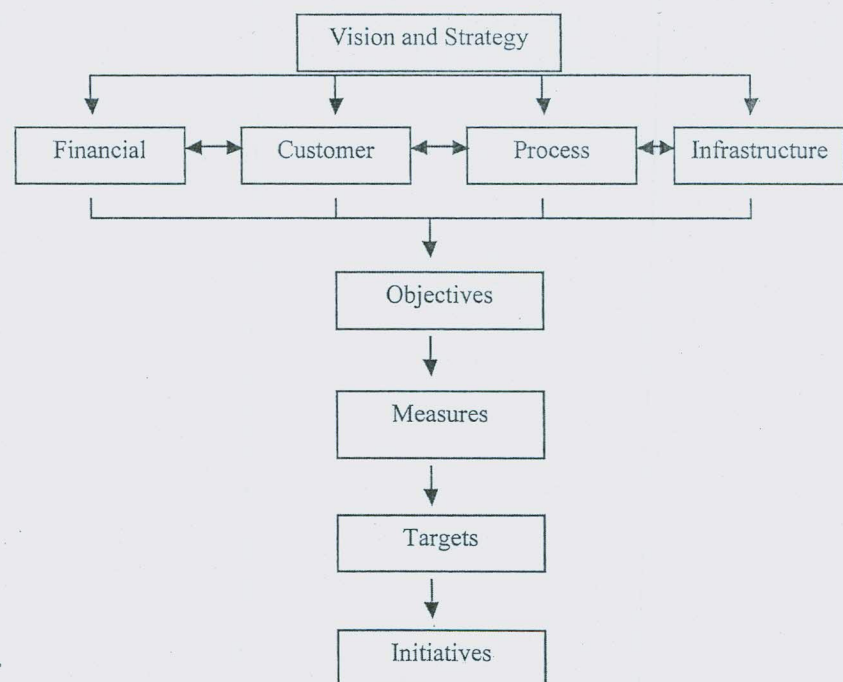 Vision and Strategy
Financial
Customer
Process
Infrastructure
Objectives
Measures
Targets
Initiatives